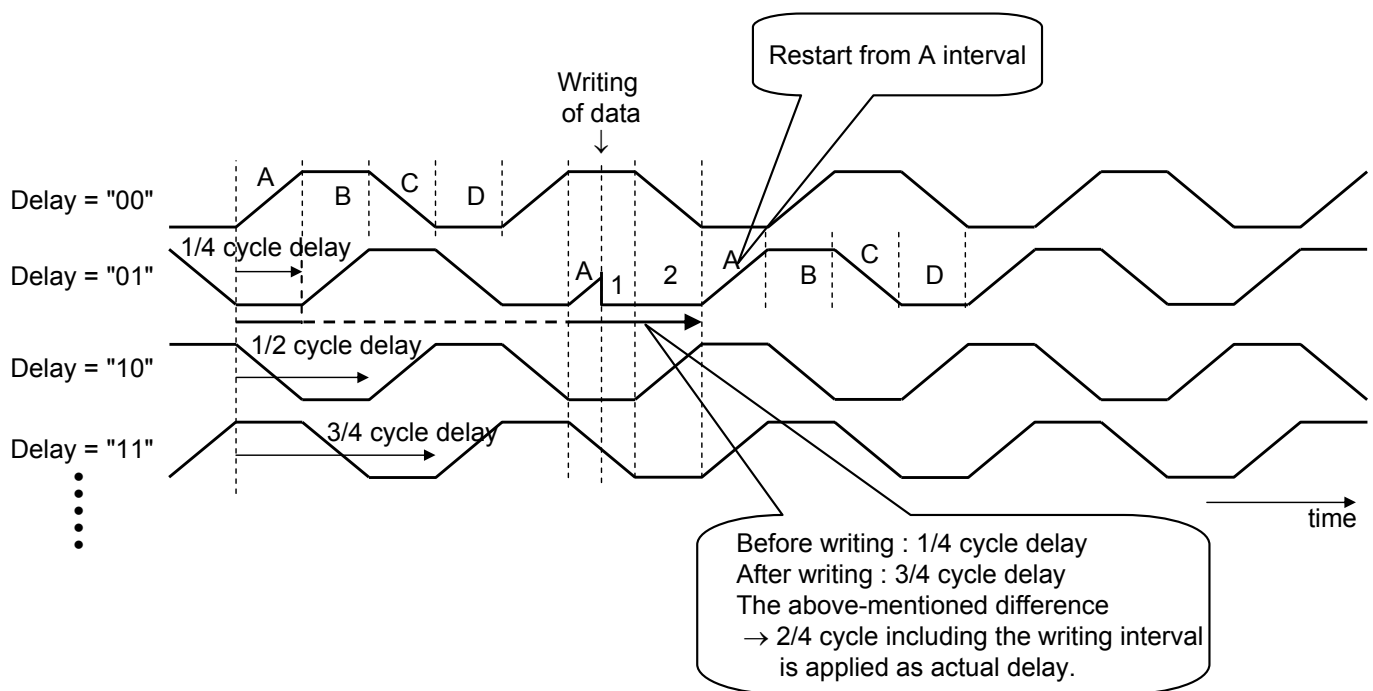 Restart from A interval
Writing
of data
↓
Delay = "00"
A
B
C
D
1/4 cycle delay
Delay = "01"
A
1
2
A
B
C
D
1/2 cycle delay
Delay = "10"
3/4 cycle delay
Delay = "11"
time
Before writing : 1/4 cycle delay
After writing : 3/4 cycle delay
The above-mentioned difference
→ 2/4 cycle including the writing interval
is applied as actual delay.